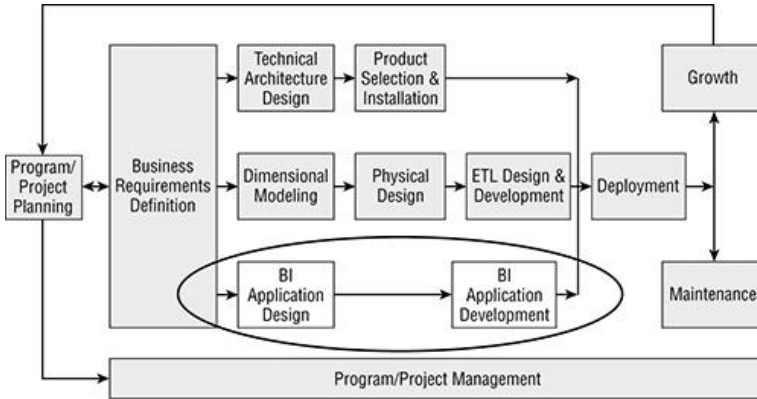 Technical
Architecture
Design
Product
Selection &
Installation
Growth
Program/
Project
Planning
Business
Requirements
Definition
Dimensional
Modeling
Physical
Design
ETL Design &
Development
Deployment
BI
Application
Design
BI
Application
Development
Maintenance
Program/Project Management